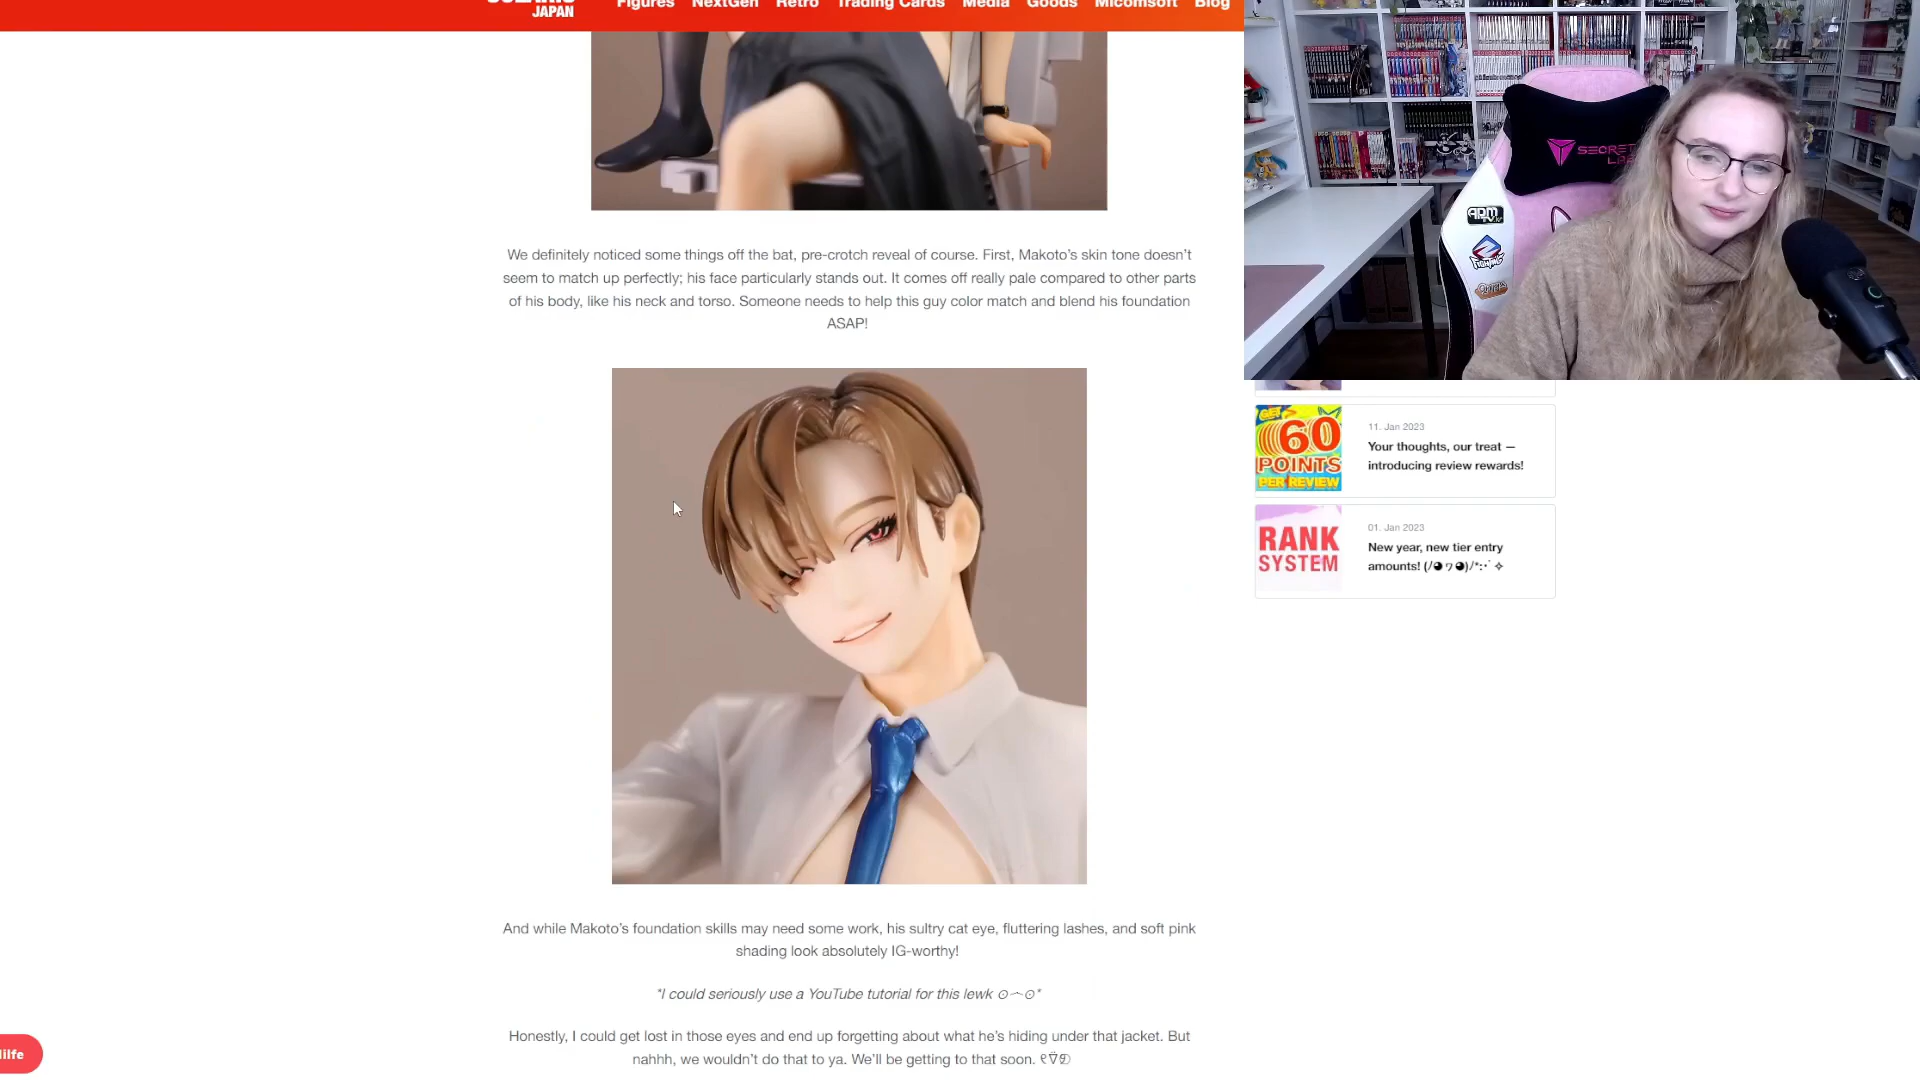 JAPAN
Figures NextGen Retro Trading Cards Media Goods Micomsoft Blog
We definitely noticed some things off the bat, pre-crotch reveal of course. First, Makoto’s skin tone doesn’t
seem to match up perfectly; his face particularly stands out. It comes off really pale compared to other parts
of his body, like his neck and torso. Someone needs to help this guy color match and blend his foundation
ASAP!
And while Makoto’s foundation skills may need some work, his sultry cat eye, fluttering lashes, and soft pink
shading look absolutely IG-worthy!
*I could seriously use a YouTube tutorial for this lewk ⊙︵⊙*
Honestly, I could get lost in those eyes and end up forgetting about what he’s hiding under that jacket. But
nahhh, we wouldn’t do that to ya. We’ll be getting to that soon.
SECRET
LAB
GET
60
POINTS
PER REVIEW
11. Jan 2023
Your thoughts, our treat —
introducing review rewards!
RANK
SYSTEM
01. Jan 2023
New year, new tier entry
amounts! (ﾉ◕ヮ◕)ﾉ*:･ﾟ✧